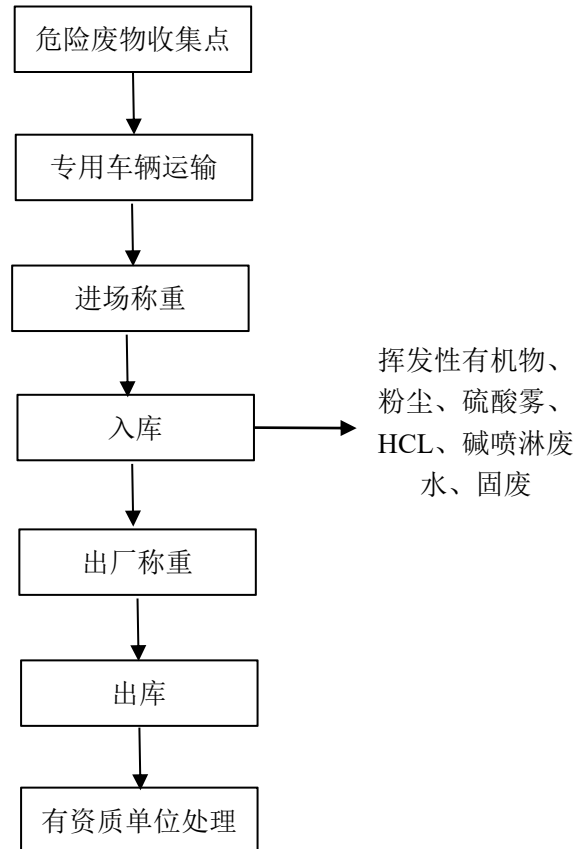 危险废物收集点
专用车辆运输
进场称重
入库
挥发性有机物、
粉尘、硫酸雾、
HCL、碱喷淋废
水、固废
出厂称重
出库
有资质单位处理